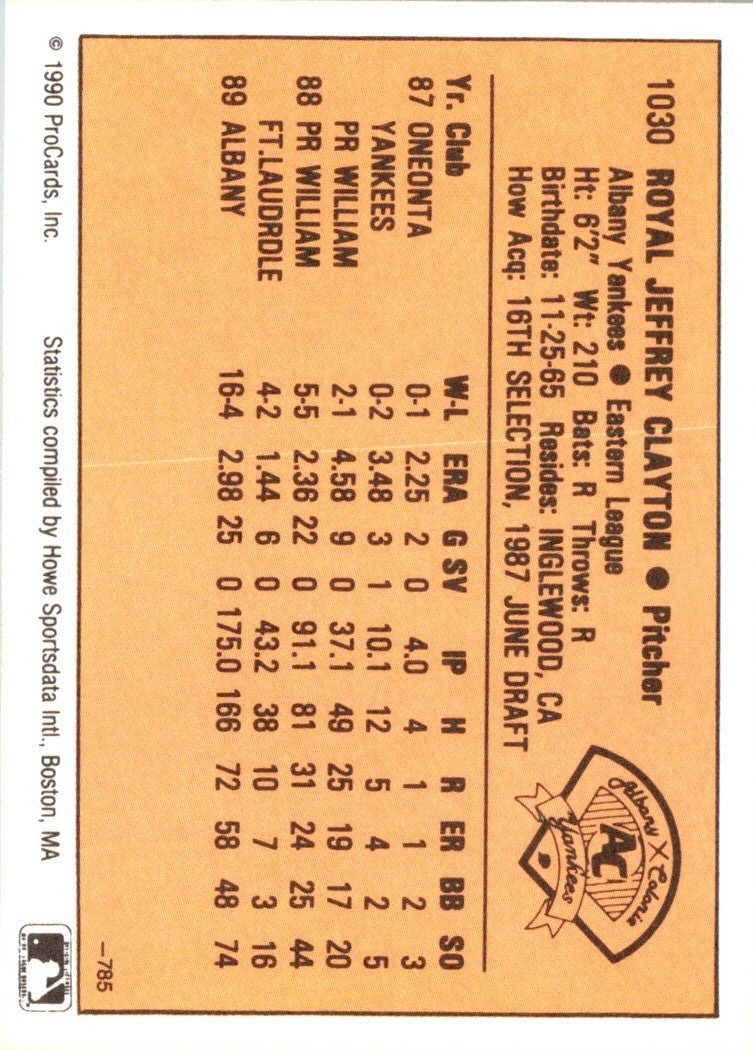 1030 ROYAL JEFFREY CLAYTON ● Pitcher
Albany Yankees ● Eastern League
Ht: 6'2" Wt: 210 Bats: R Throws: R
Birthdate: 11-25-65 Resides: INGLEWOOD, CA
How Acq: 16TH SELECTION, 1987 JUNE DRAFT
Albany Colonie
AC
Yankees
Yr. Club W-L ERA G SV IP H R ER BB SO
87 ONEONTA 0-1 2.25 2 0 4.0 4 1 1 2 3
YANKEES 0-2 3.48 3 1 10.1 12 5 4 2 5
PR WILLIAM 2-1 4.58 9 0 37.1 49 25 19 17 20
88 PR WILLIAM 5-5 2.36 22 0 91.1 81 31 24 25 44
FT.LAUDRDLE 4-2 1.44 6 0 43.2 38 10 7 3 16
89 ALBANY 16-4 2.98 25 0 175.0 166 72 58 48 74
-785
© 1990 ProCards, Inc. Statistics compiled by Howe Sportsdata Intl., Boston, MA